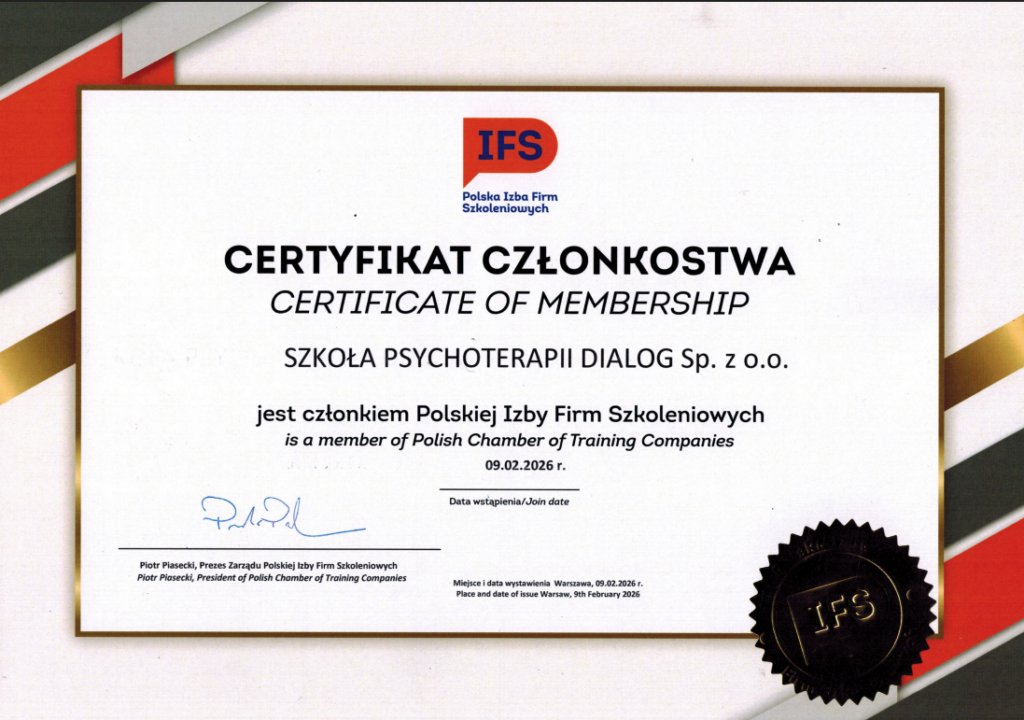 IFS
Polska Izba Firm
Szkoleniowych
CERTYFIKAT CZŁONKOSTWA
CERTIFICATE OF MEMBERSHIP
SZKOŁA PSYCHOTERAPII DIALOG Sp. z o.o.
jest członkiem Polskiej Izby Firm Szkoleniowych
is a member of Polish Chamber of Training Companies
09.02.2026 r.
Data wstąpienia/Join date
Piotr Piasecki, Prezes Zarządu Polskiej Izby Firm Szkoleniowych
Piotr Piasecki, President of Polish Chamber of Training Companies
Miejsce i data wystawienia Warszawa, 09.02.2026 r.
Place and date of issue Warsaw, 9th February 2026
IFS